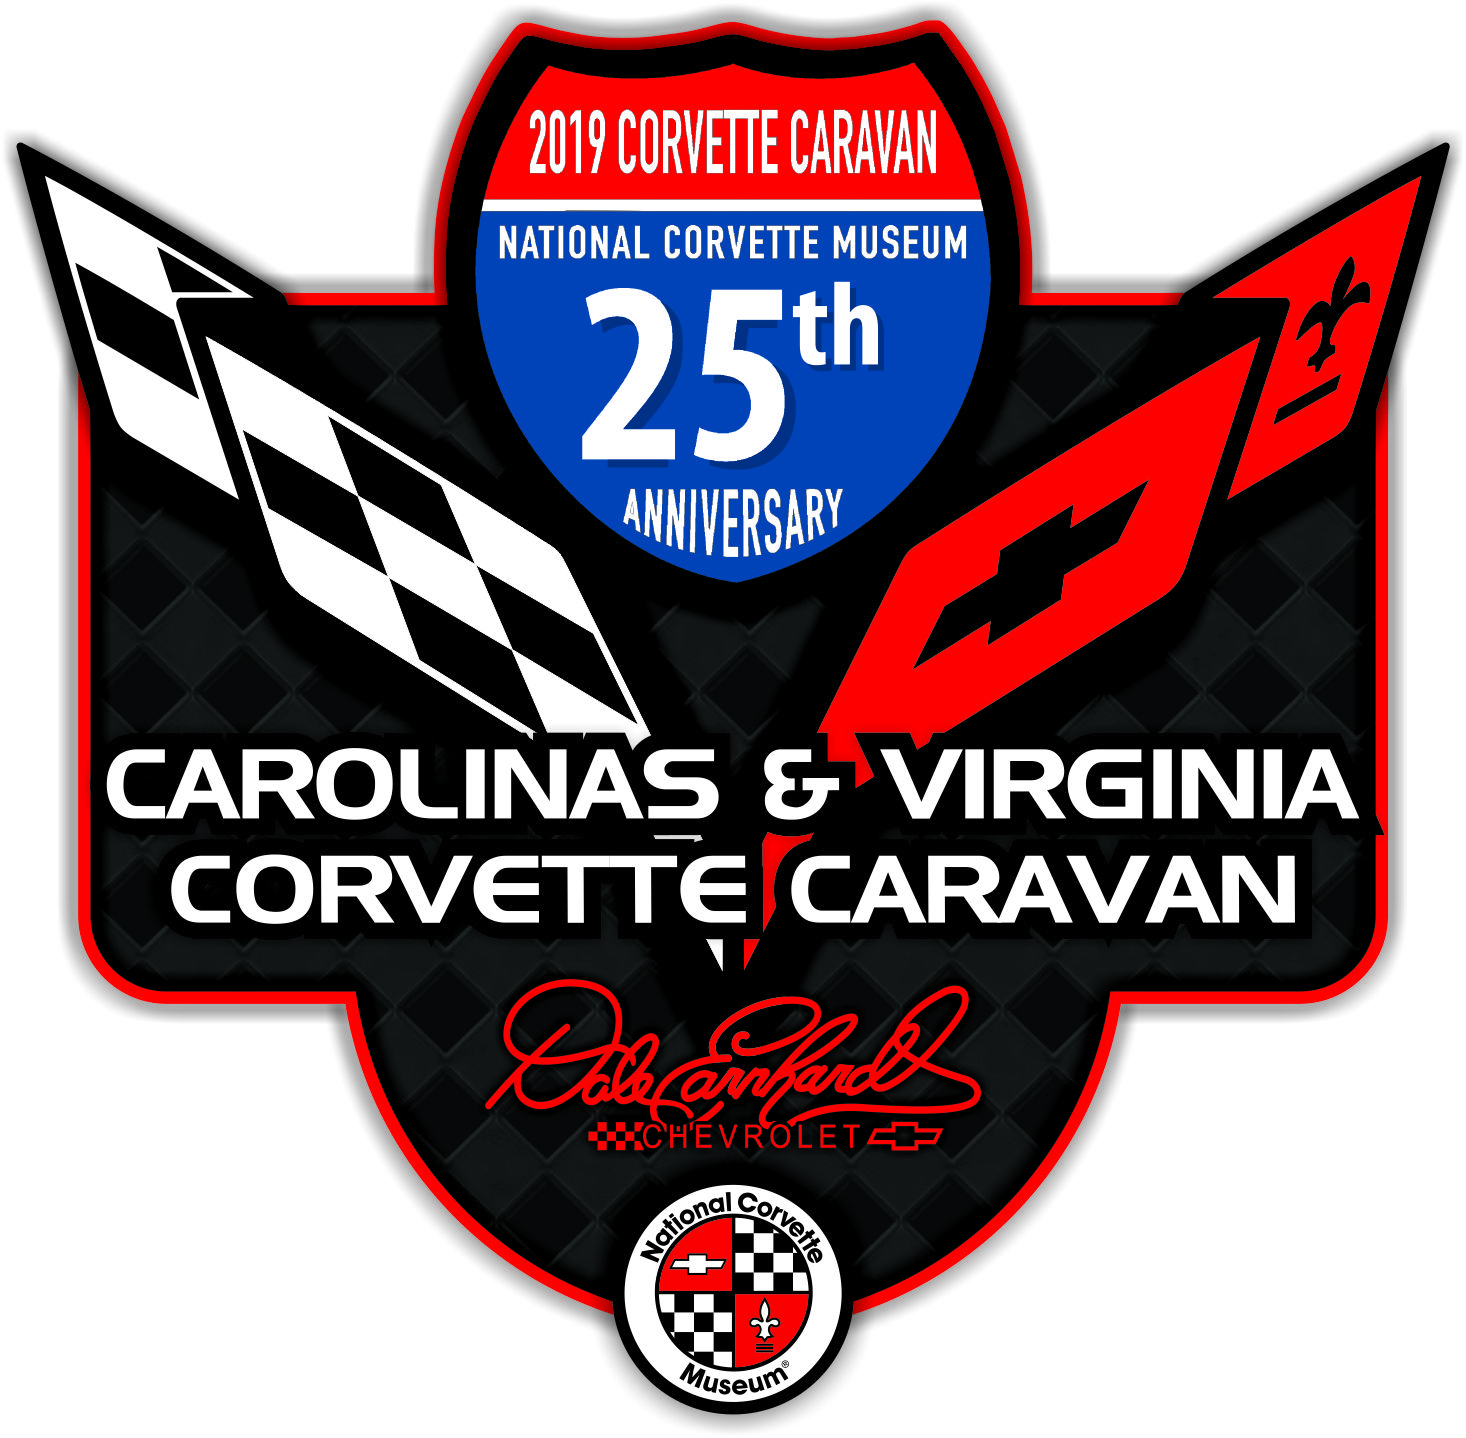 2019 CORVETTE CARAVAN
NATIONAL CORVETTE MUSEUM
25th
ANNIVERSARY
CAROLINAS & VIRGINIA
CORVETTE CARAVAN
Dale Earnhardt
CHEVROLET
National Corvette
Museum®